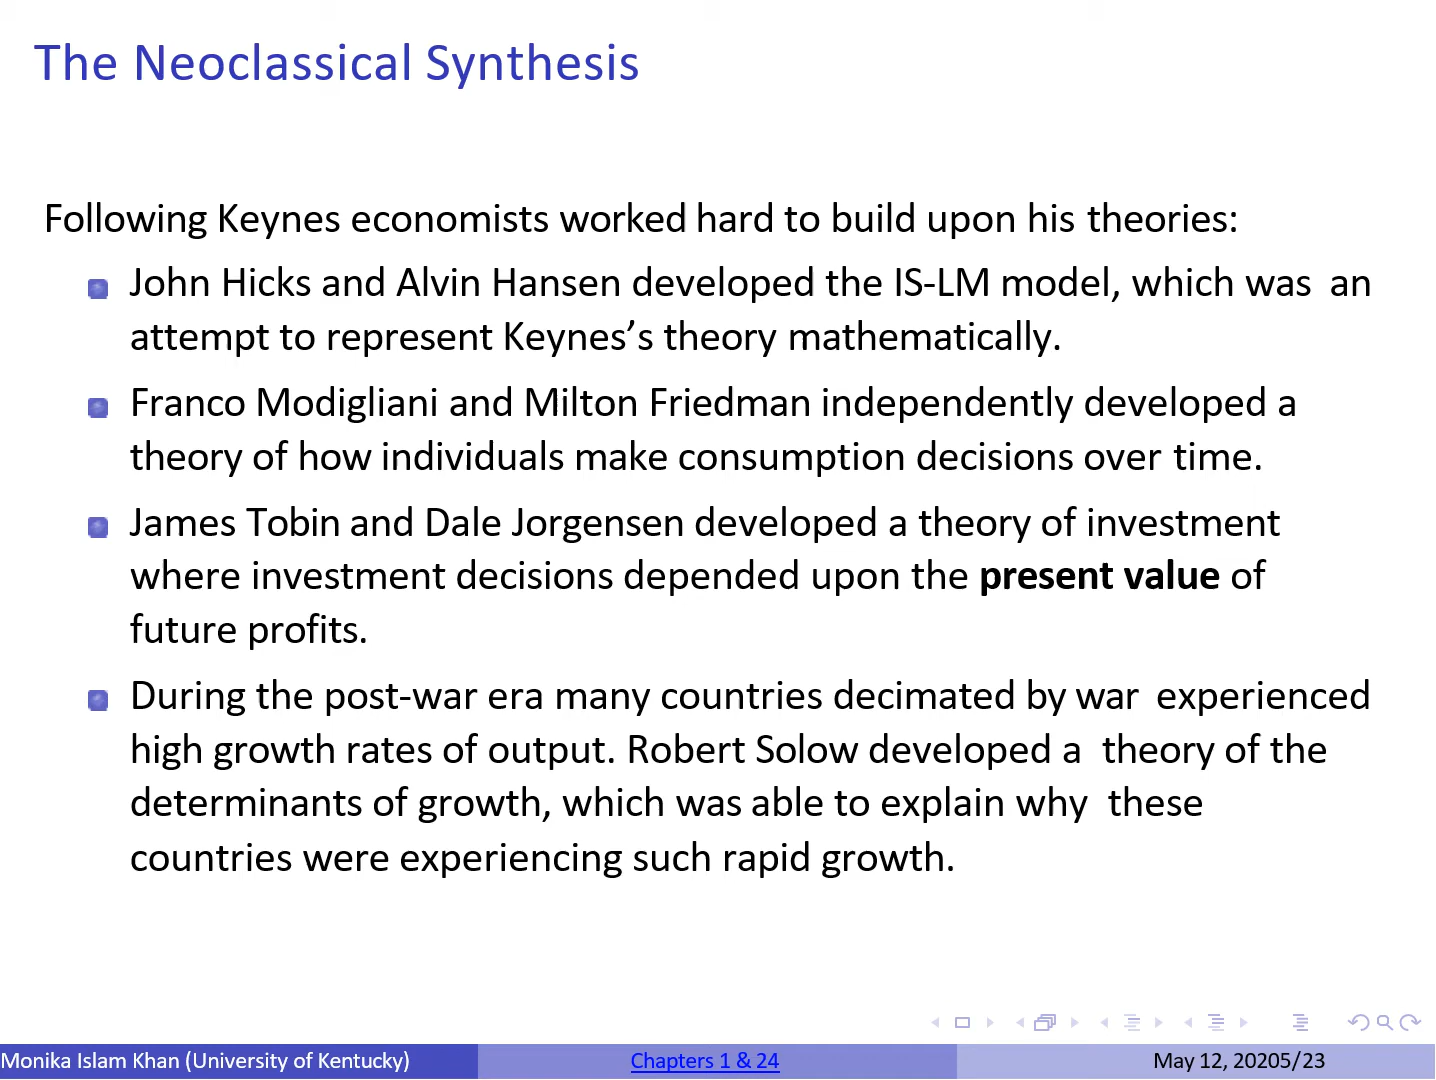 The Neoclassical Synthesis
Following Keynes economists worked hard to build upon his theories:
John Hicks and Alvin Hansen developed the IS-LM model, which was an
attempt to represent Keynes’s theory mathematically.
Franco Modigliani and Milton Friedman independently developed a
theory of how individuals make consumption decisions over time.
James Tobin and Dale Jorgensen developed a theory of investment
where investment decisions depended upon the present value of
future profits.
During the post-war era many countries decimated by war experienced
high growth rates of output. Robert Solow developed a theory of the
determinants of growth, which was able to explain why these
countries were experiencing such rapid growth.
Monika Islam Khan (University of Kentucky) Chapters 1 & 24 May 12, 20205/23